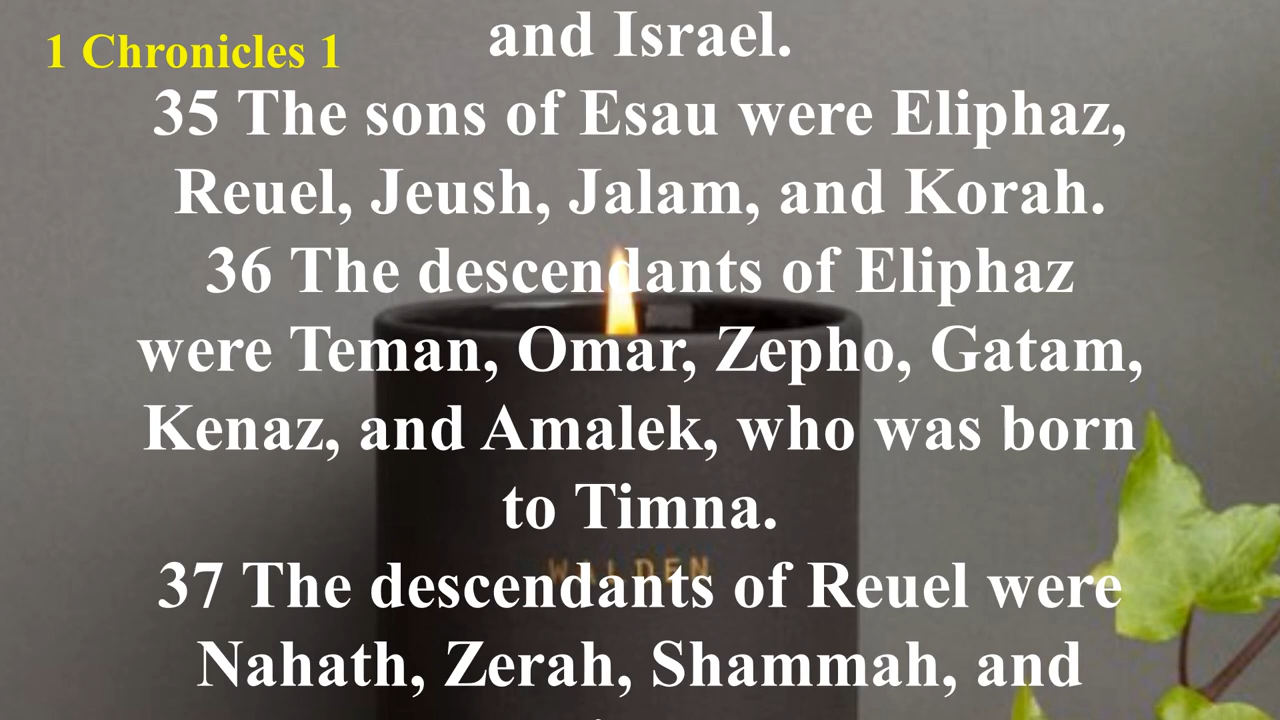 1 Chronicles 1
and Israel.
35 The sons of Esau were Eliphaz,
Reuel, Jeush, Jalam, and Korah.
36 The descendants of Eliphaz
were Teman, Omar, Zepho, Gatam,
Kenaz, and Amalek, who was born
to Timna.
WALDEN
37 The descendants of Reuel were
Nahath, Zerah, Shammah, and